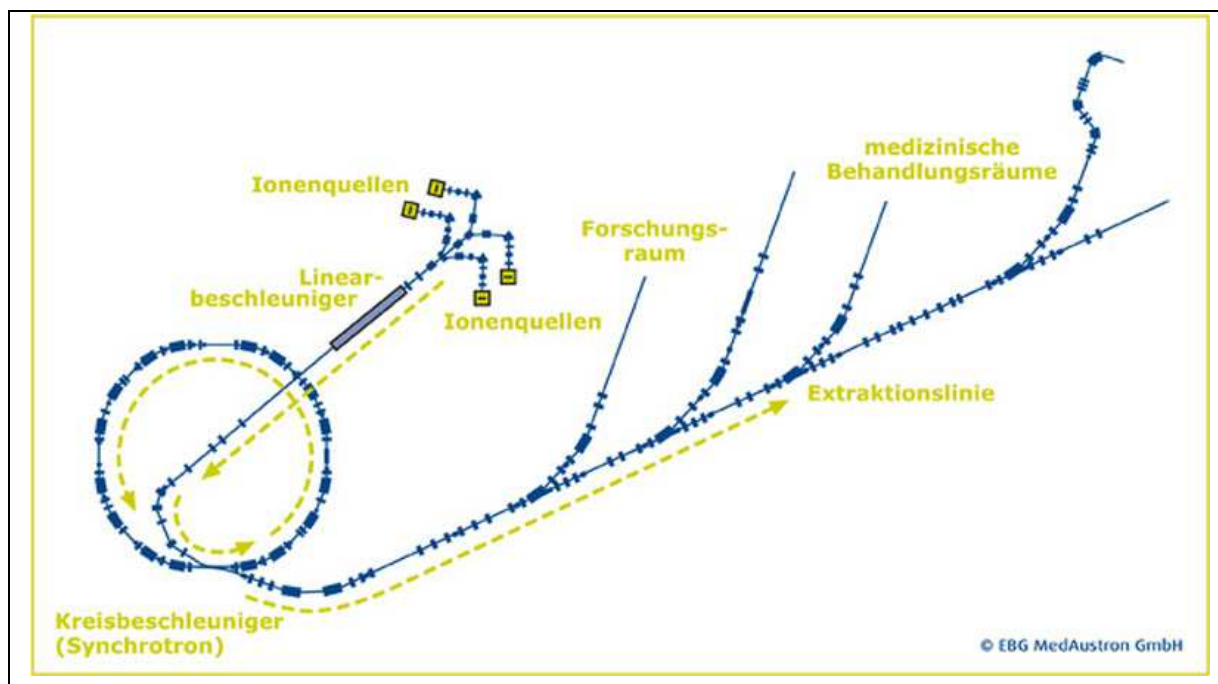 medizinische
Behandlungsräume
Ionenquellen
Forschungs-
raum
Linear-
beschleuniger
Ionenquellen
Extraktionslinie
Kreisbeschleuniger
(Synchrotron)
© EBG MedAustron GmbH